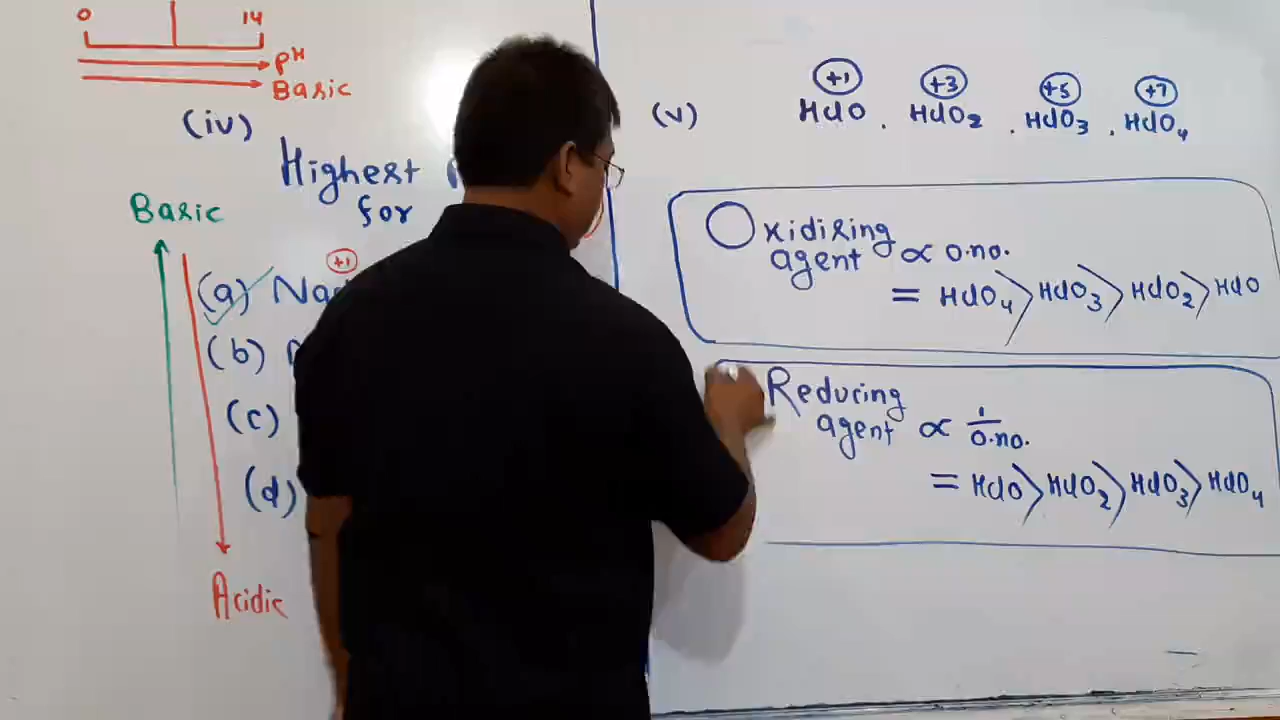 0 14
pH
Basic
(iv)
Highest
for
Basic
+1
(a) Na
(b)
(c)
(d)
Acidic
(v) +1 +3 +5 +7
HClO , HClO2 , HClO3 , HClO4
Oxidising
agent ∝ O.no.
= HClO4 > HClO3 > HClO2 > HClO
Reducing
agent ∝ 1/O.no.
= HClO > HClO2 > HClO3 > HClO4